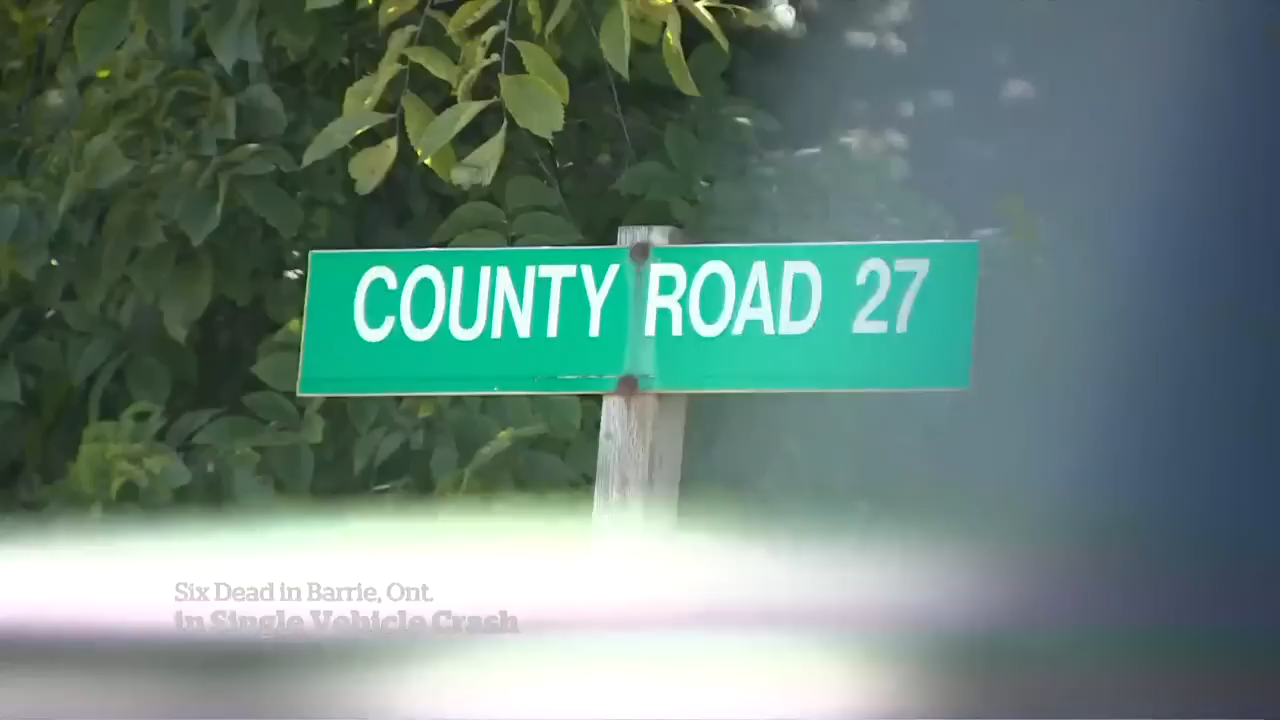 COUNTY ROAD 27
Six Dead in Barrie, Ont.
in Single Vehicle Crash